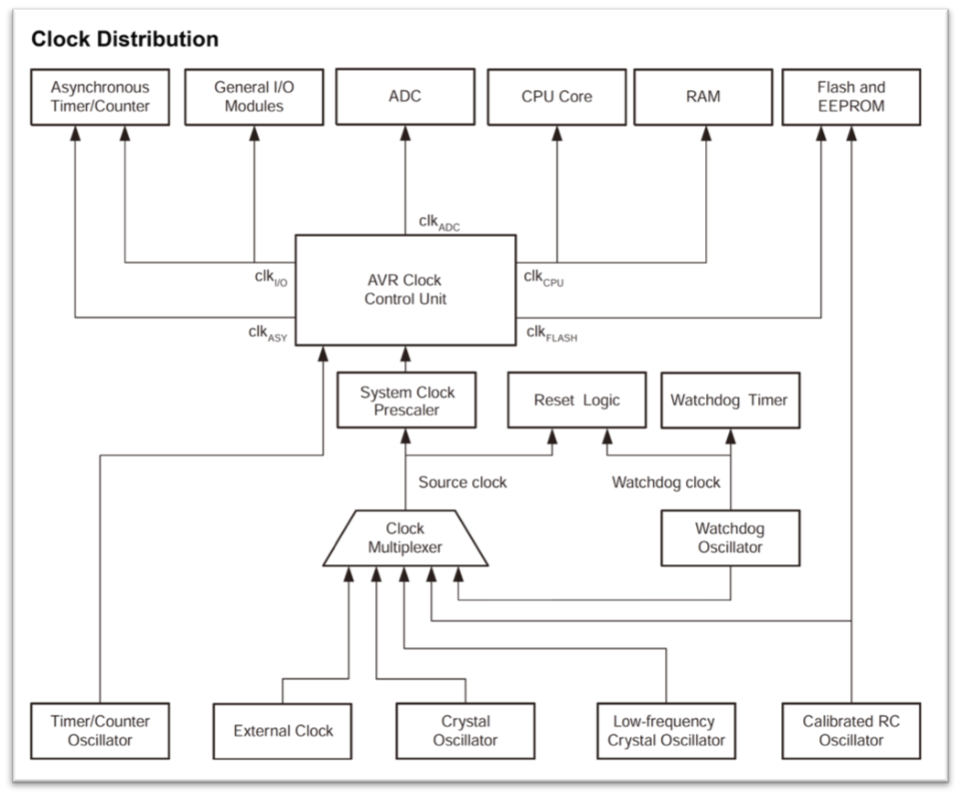 Clock Distribution
Asynchronous
Timer/Counter
General I/O
Modules
ADC
CPU Core
RAM
Flash and
EEPROM
clkADC
clkI/O
AVR Clock
Control Unit
clkCPU
clkASY
clkFLASH
System Clock
Prescaler
Reset Logic
Watchdog Timer
Source clock
Watchdog clock
Clock
Multiplexer
Watchdog
Oscillator
Timer/Counter
Oscillator
External Clock
Crystal
Oscillator
Low-frequency
Crystal Oscillator
Calibrated RC
Oscillator